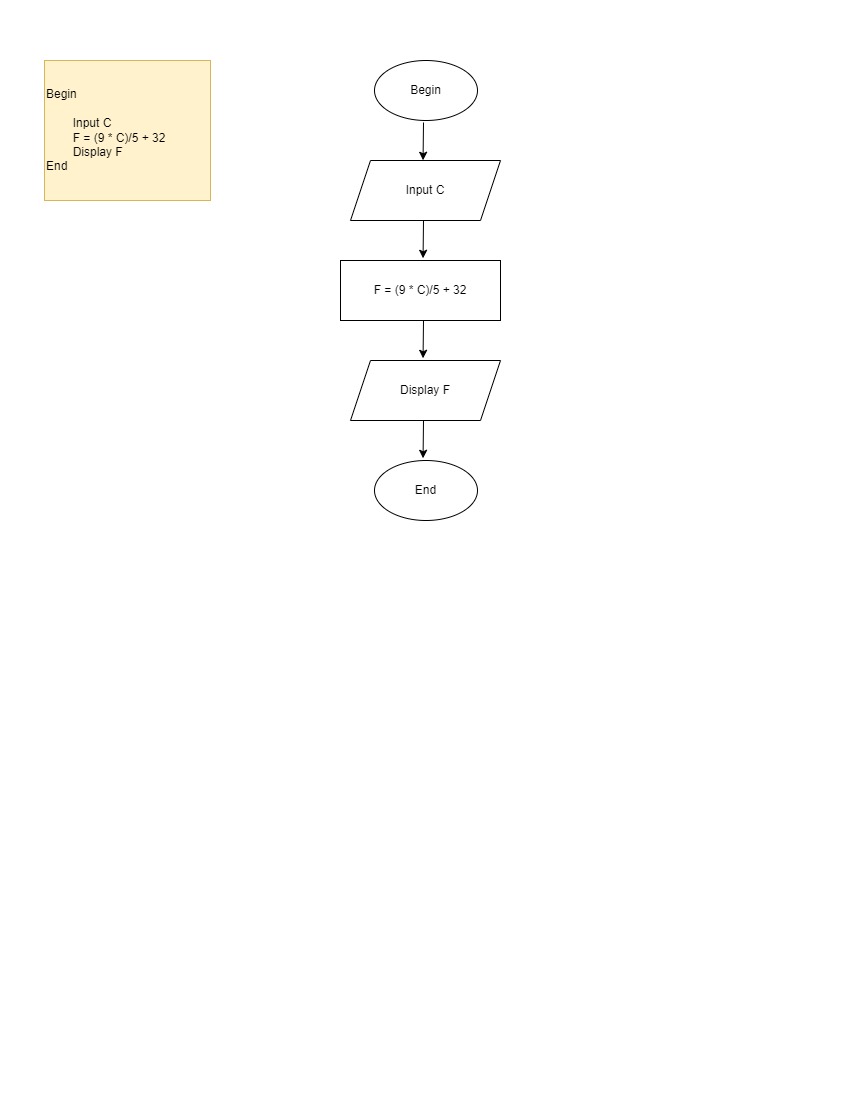 Begin
Input C
F = (9 * C)/5 + 32
Display F
End
Begin
Input C
F = (9 * C)/5 + 32
Display F
End